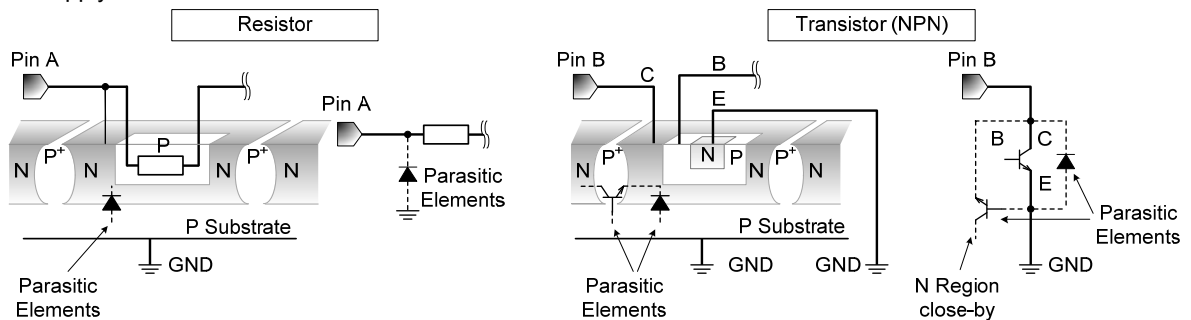 Resistor
Transistor (NPN)
Pin A
Pin B
C
B
E
Pin B
Pin A
N
P+
N
P
N
P+
N
Parasitic
Elements
P Substrate
GND
Parasitic
Elements
N
P+
N
N
P
P+
N
P Substrate
GND
GND
Parasitic
Elements
B
C
E
Parasitic
Elements
GND
N Region
close-by